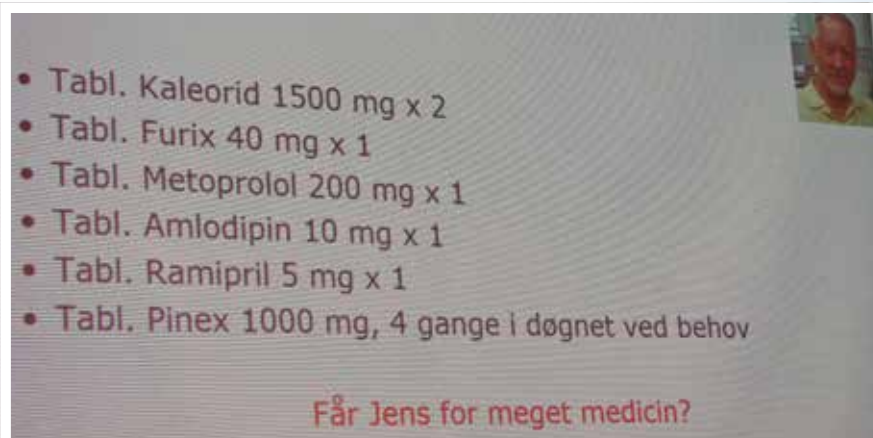 • Tabl. Kaleorid 1500 mg x 2
• Tabl. Furix 40 mg x 1
• Tabl. Metoprolol 200 mg x 1
• Tabl. Amlodipin 10 mg x 1
• Tabl. Ramipril 5 mg x 1
• Tabl. Pinex 1000 mg, 4 gange i døgnet ved behov
Får Jens for meget medicin?